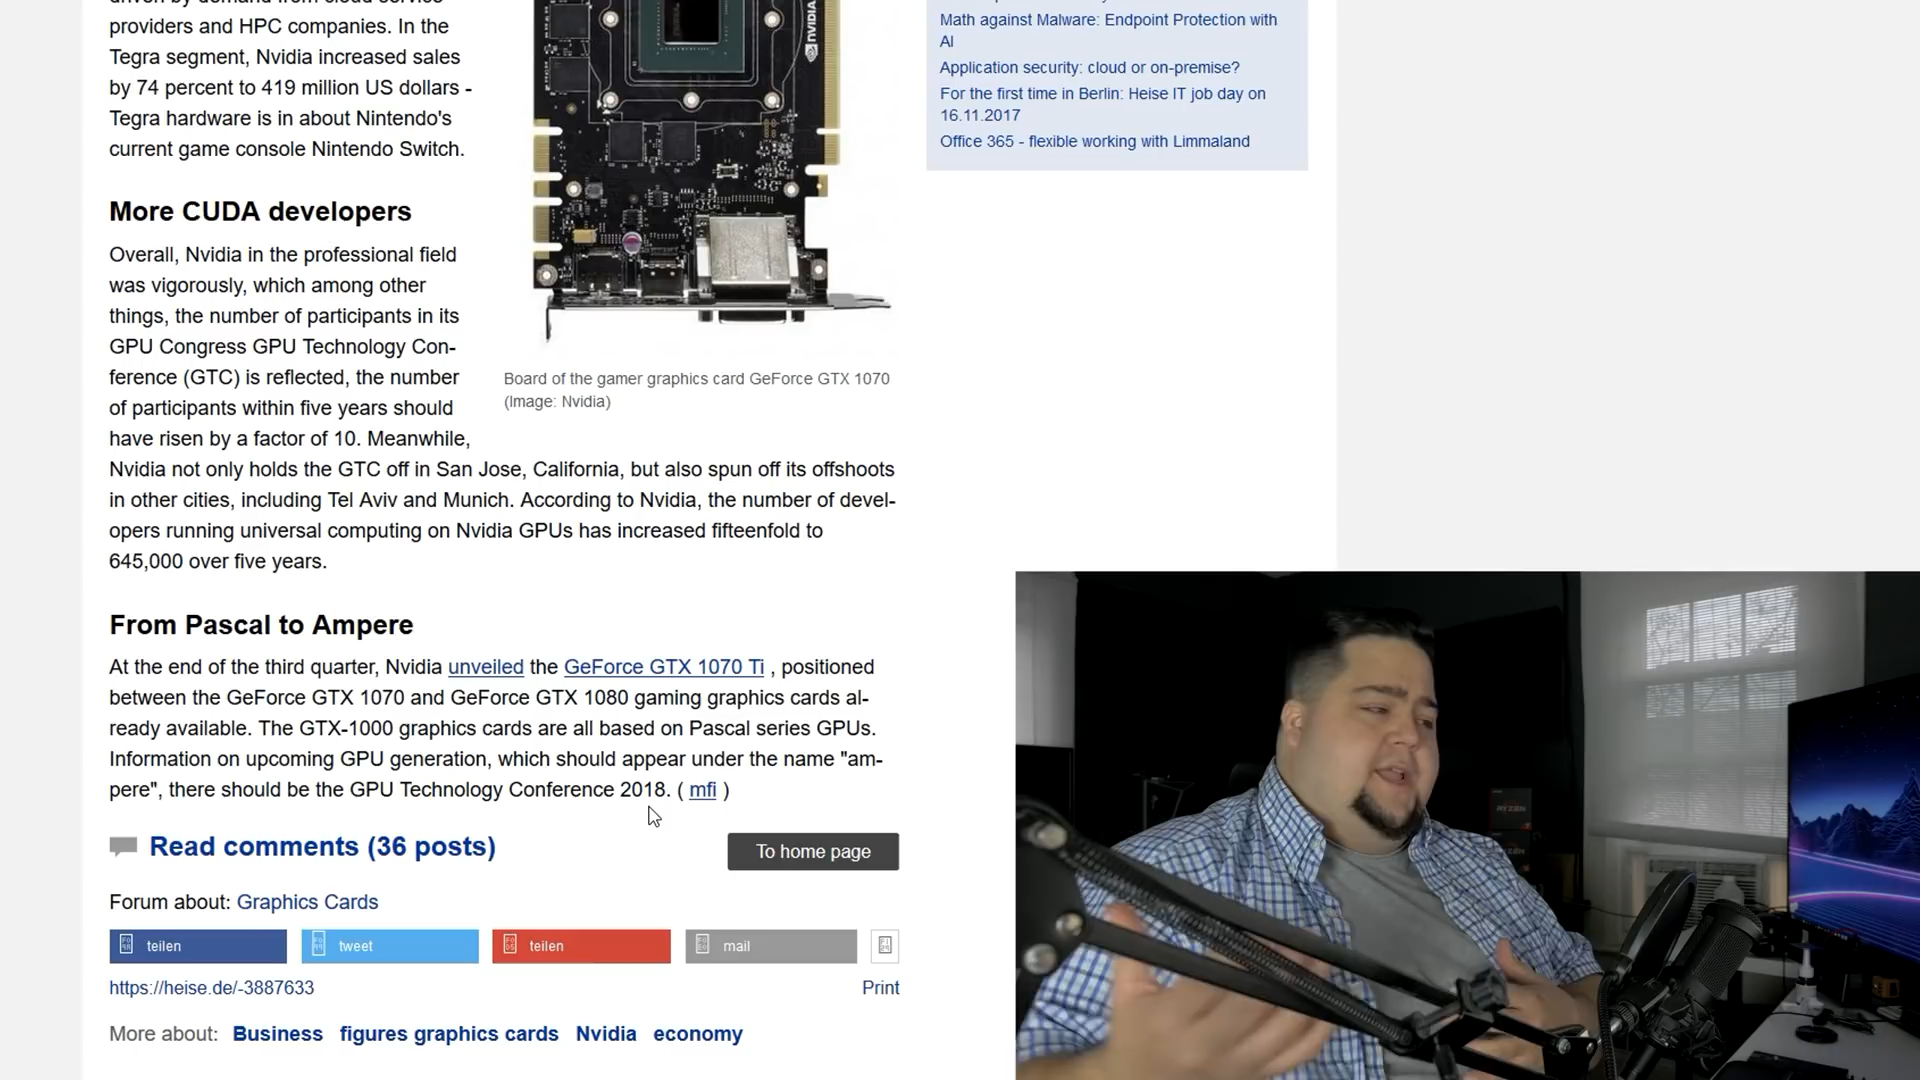 driven by demand from cloud service
providers and HPC companies. In the
Tegra segment, Nvidia increased sales
by 74 percent to 419 million US dollars -
Tegra hardware is in about Nintendo's
current game console Nintendo Switch.
More CUDA developers
Overall, Nvidia in the professional field
was vigorously, which among other
things, the number of participants in its
GPU Congress GPU Technology Con-
ference (GTC) is reflected, the number
of participants within five years should
have risen by a factor of 10. Meanwhile,
Nvidia not only holds the GTC off in San Jose, California, but also spun off its offshoots
in other cities, including Tel Aviv and Munich. According to Nvidia, the number of devel-
opers running universal computing on Nvidia GPUs has increased fifteenfold to
645,000 over five years.
NVIDIA
Board of the gamer graphics card GeForce GTX 1070
(Image: Nvidia)
From Pascal to Ampere
At the end of the third quarter, Nvidia unveiled the GeForce GTX 1070 Ti , positioned
between the GeForce GTX 1070 and GeForce GTX 1080 gaming graphics cards al-
ready available. The GTX-1000 graphics cards are all based on Pascal series GPUs.
Information on upcoming GPU generation, which should appear under the name "am-
pere", there should be the GPU Technology Conference 2018. ( mfi )
Read comments (36 posts)
To home page
Forum about: Graphics Cards
teilen
tweet
teilen
mail
https://heise.de/-3887633
Print
More about: Business figures graphics cards Nvidia economy
Math against Malware: Endpoint Protection with
AI
Application security: cloud or on-premise?
For the first time in Berlin: Heise IT job day on
16.11.2017
Office 365 - flexible working with Limmaland
RYZEN